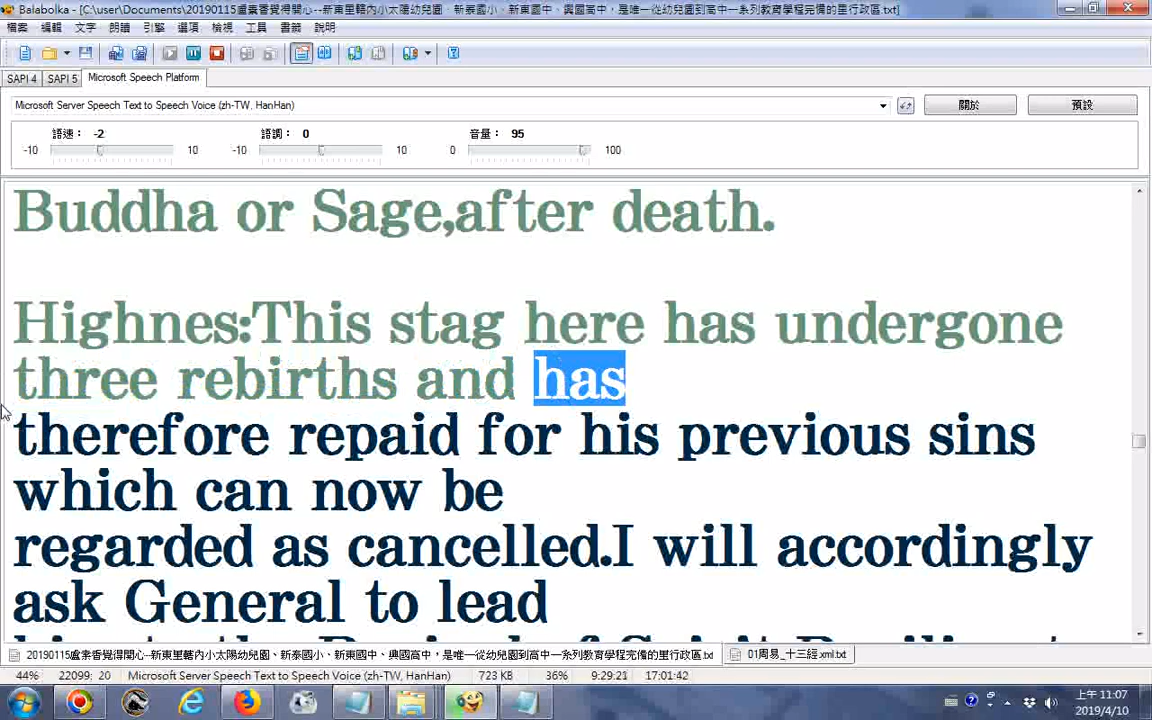 Balabolka - [C:\user\Documents\20190115盧素香覺得開心--新東里轄內小太陽幼兒園、新泰國小、新東國中、興國高中，是唯一從幼兒園到高中一系列教育學程完備的里行政區.txt]
檔案 編輯 文字 朗讀 引擎 選項 檢視 工具 書籤 說明
SAPI 4 SAPI 5 Microsoft Speech Platform
Microsoft Server Speech Text to Speech Voice (zh-TW, HanHan) 關於 預設
語速： -2 語調： 0 音量： 95
-10 10 -10 10 0 100
Buddha or Sage,after death.
Highnes:This stag here has undergone
three rebirths and has
therefore repaid for his previous sins
which can now be
regarded as cancelled.I will accordingly
ask General to lead
20190115盧素香覺得開心--新東里轄內小太陽幼兒園、新泰國小、新東國中、興國高中，是唯一從幼兒園到高中一系列教育學程完備的里行政區.txt 01周易_十三經.xml.txt
44% 22099: 20 Microsoft Server Speech Text to Speech Voice (zh-TW, HanHan) 723 KB 36% 9:29:21 17:01:42
上午 11:07
2019/4/10